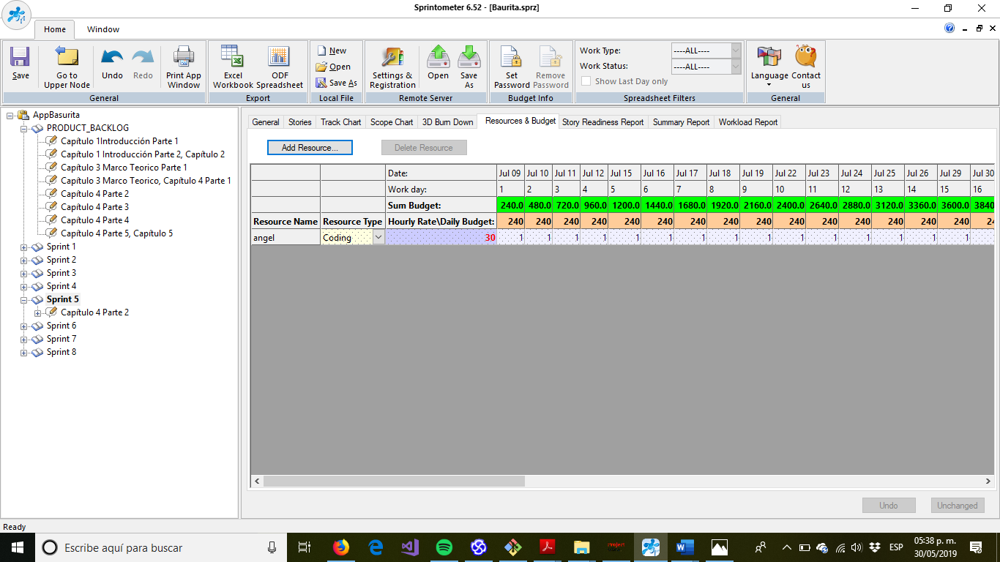 Sprintometer 6.52 - [Baurita.sprz]
Home Window
Save
Go to Upper Node
Undo
Redo
Print App Window
General
Excel Workbook
ODF Spreadsheet
Export
New
Open
Save As
Local File
Settings & Registration
Open
Save As
Remote Server
Set Password
Remove Password
Budget Info
Work Type: ----ALL----
Work Status: ----ALL----
Show Last Day only
Spreadsheet Filters
Language
Contact us
General
AppBasurita
PRODUCT_BACKLOG
Capítulo 1Introducción Parte 1
Capítulo 1 Introducción Parte 2, Capítulo 2
Capítulo 3 Marco Teorico Parte 1
Capítulo 3 Marco Teorico, Capítulo 4 Parte 1
Capítulo 4 Parte 2
Capítulo 4 Parte 3
Capítulo 4 Parte 4
Capítulo 4 Parte 5, Capítulo 5
Sprint 1
Sprint 2
Sprint 3
Sprint 4
Sprint 5
Capítulo 4 Parte 2
Sprint 6
Sprint 7
Sprint 8
General Stories Track Chart Scope Chart 3D Burn Down Resources & Budget Story Readiness Report Summary Report Workload Report
Add Resource... Delete Resource
Date: Jul 09 Jul 10 Jul 11 Jul 12 Jul 15 Jul 16 Jul 17 Jul 18 Jul 19 Jul 22 Jul 23 Jul 24 Jul 25 Jul 26 Jul 29 Jul 30
Work day: 1 2 3 4 5 6 7 8 9 10 11 12 13 14 15 16
Sum Budget: 240.0 480.0 720.0 960.0 1200.0 1440.0 1680.0 1920.0 2160.0 2400.0 2640.0 2880.0 3120.0 3360.0 3600.0 3840
Resource Name Resource Type Hourly Rate\Daily Budget: 240 240 240 240 240 240 240 240 240 240 240 240 240 240 240 24
angel Coding 30 1 1 1 1 1 1 1 1 1 1 1 1 1 1 1
Undo Unchanged
Ready
Escribe aquí para buscar
ESP
05:38 p. m.
30/05/2019